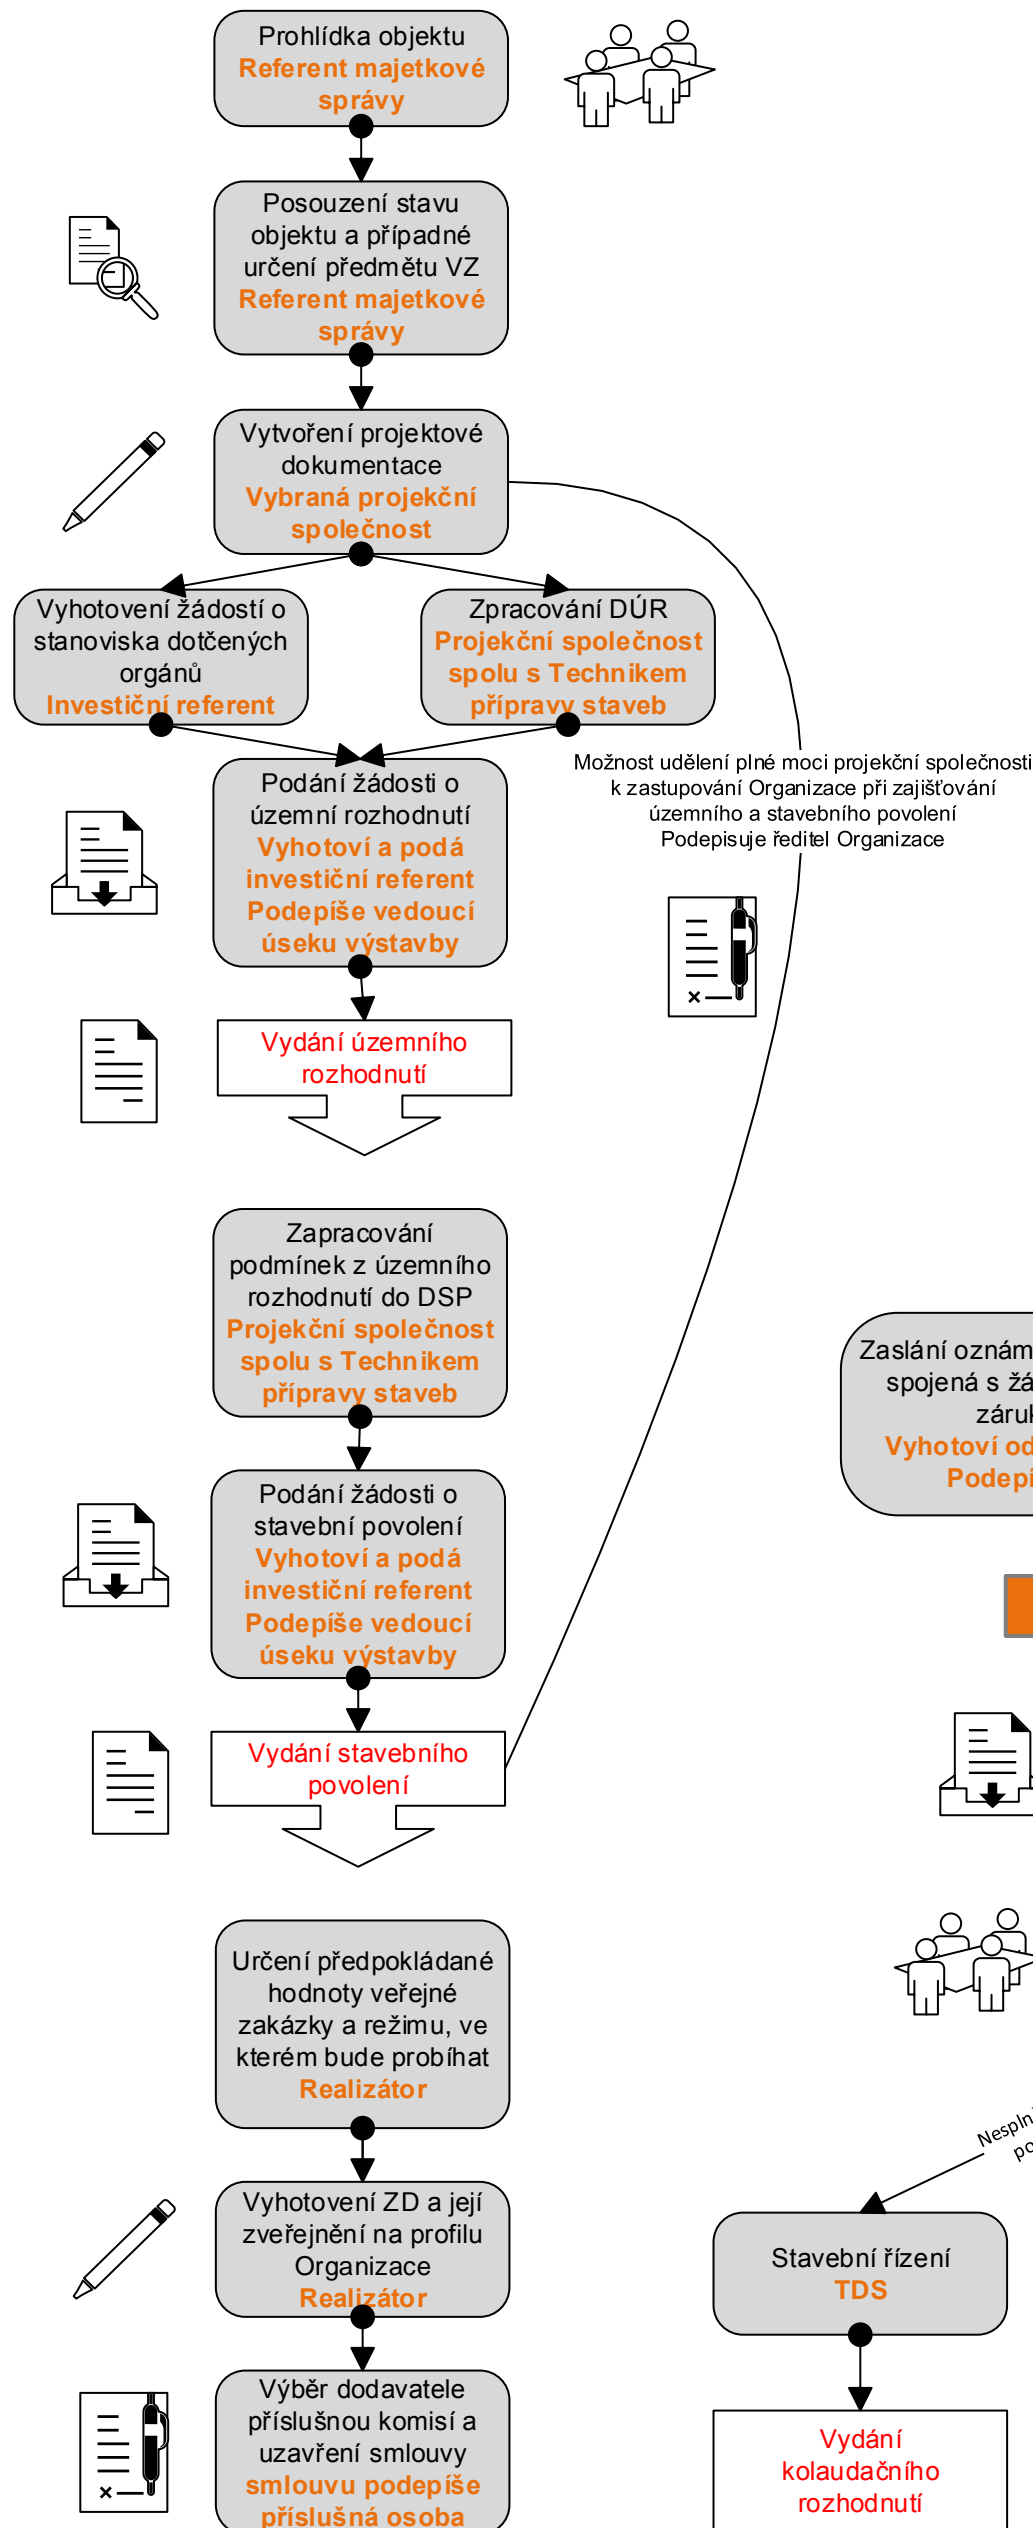 Prohlídka objektu
Referent majetkové
správy
Posouzení stavu
objektu a případné
určení předmětu VZ
Referent majetkové
správy
Vytvoření projektové
dokumentace
Vybraná projekční
společnost
Vyhotovení žádostí o
stanoviska dotčených
orgánů
Investiční referent
Zpracování DÚR
Projekční společnost
spolu s Technikem
přípravy staveb
Podání žádosti o
územní rozhodnutí
Vyhotoví a podá
investiční referent
Podepíše vedoucí
úseku výstavby
Možnost udělení plné moci projekční společnosti
k zastupování Organizace při zajišťování
územního a stavebního povolení
Podepisuje ředitel Organizace
Vydání územního
rozhodnutí
Zapracování
podmínek z územního
rozhodnutí do DSP
Projekční společnost
spolu s Technikem
přípravy staveb
Podání žádosti o
stavební povolení
Vyhotoví a podá
investiční referent
Podepíše vedoucí
úseku výstavby
Vydání stavebního
povolení
Určení předpokládané
hodnoty veřejné
zakázky a režimu, ve
kterém bude probíhat
Realizátor
Vyhotovení ZD a její
zveřejnění na profilu
Organizace
Realizátor
Výběr dodavatele
příslušnou komisí a
uzavření smlouvy
smlouvu podepíše
příslušná osoba
Zaslání
spojená s
Vyhotoví
Stavební řízení
TDS
Vydání
kolaudačního
rozhodnutí